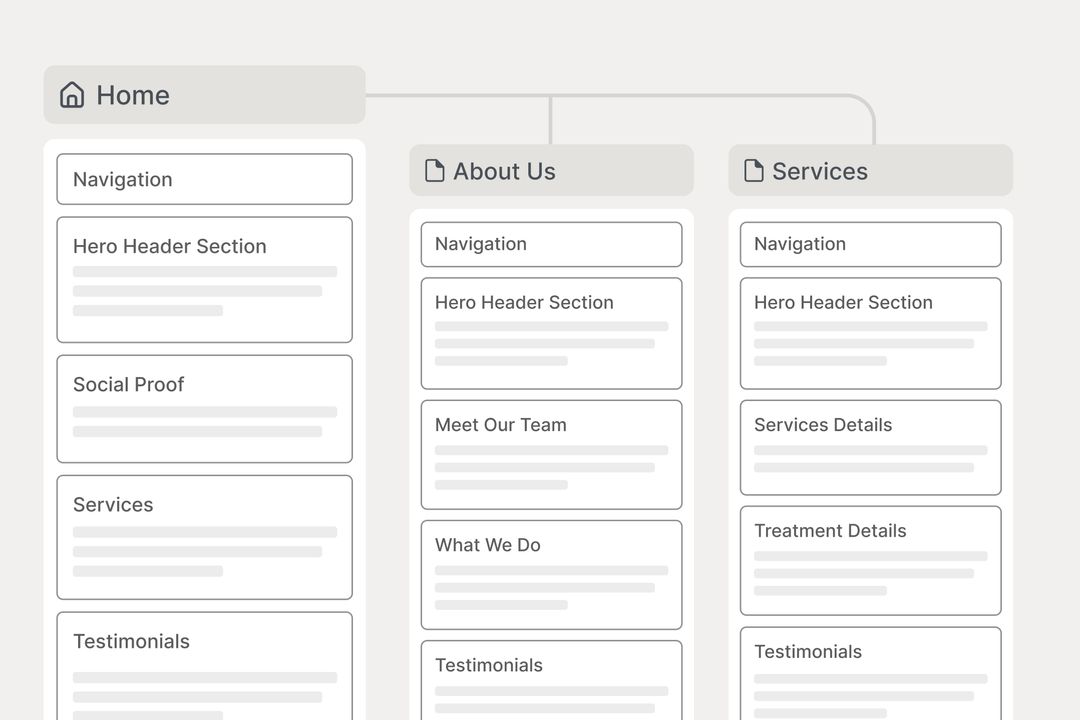 Home
Navigation
Hero Header Section
Social Proof
Services
Testimonials
About Us
Navigation
Hero Header Section
Meet Our Team
What We Do
Testimonials
Services
Navigation
Hero Header Section
Services Details
Treatment Details
Testimonials